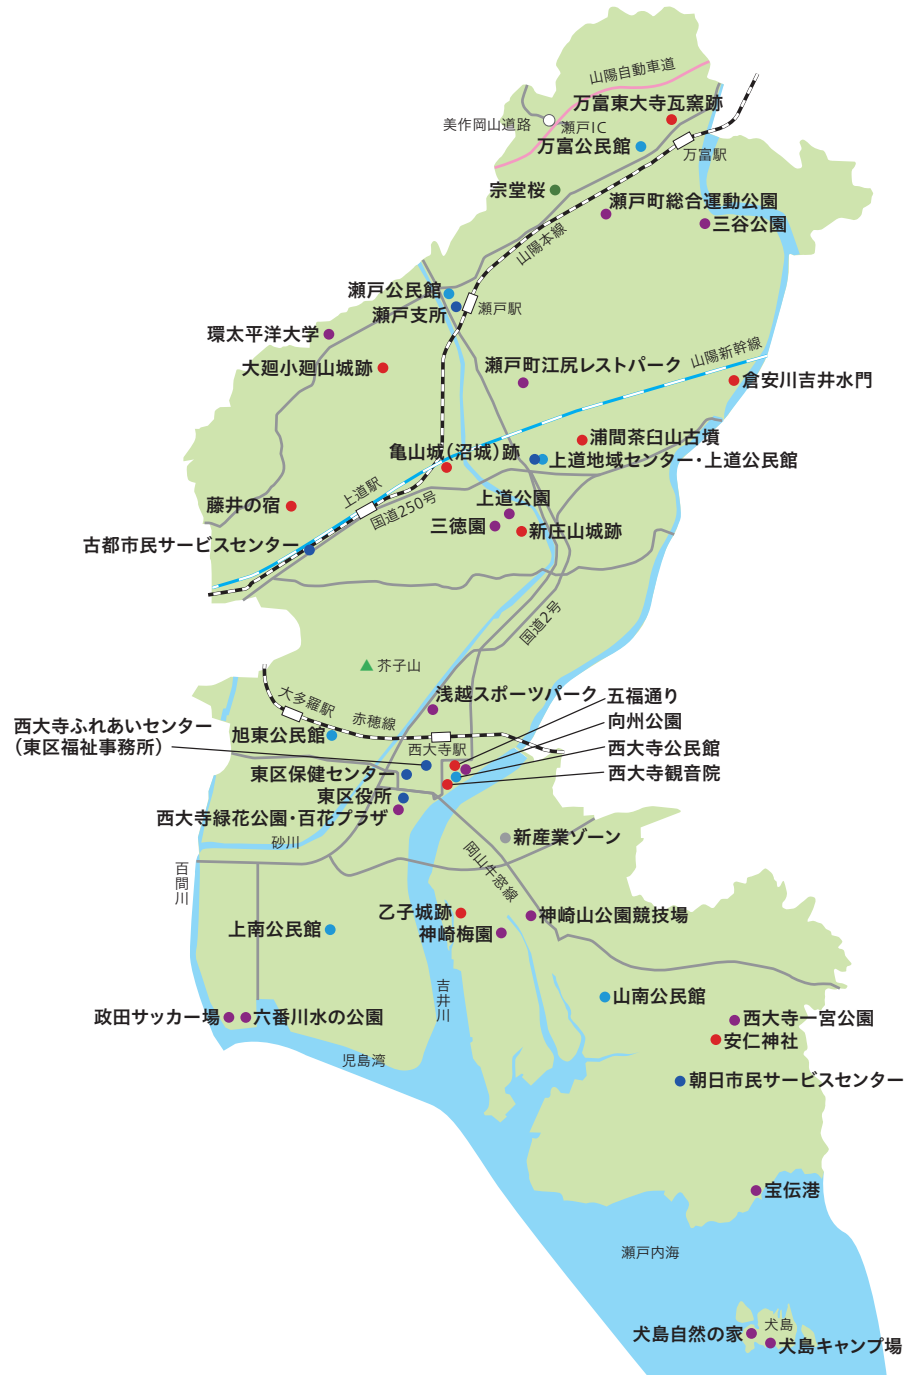 山陽自動車道
万富東大寺瓦窯跡
美作岡山道路
瀬戸IC
万富公民館
万富駅
宗堂桜
瀬戸町総合運動公園
三谷公園
山陽本線
瀬戸公民館
瀬戸支所
瀬戸駅
環太平洋大学
大廻小廻山城跡
瀬戸町江尻レストパーク
山陽新幹線
倉安川吉井水門
浦間茶臼山古墳
亀山城(沼城)跡
上道地域センター・上道公民館
上道駅
国道250号
上道公園
藤井の宿
三徳園
新庄山城跡
古都市民サービスセンター
国道2号
芥子山
浅越スポーツパーク
五福通り
大多羅駅
赤穂線
向州公園
西大寺ふれあいセンター
(東区福祉事務所)
旭東公民館
西大寺駅
西大寺公民館
東区保健センター
西大寺観音院
東区役所
西大寺緑花公園・百花プラザ
砂川
新産業ゾーン
岡山牛窓線
百間川
乙子城跡
神崎山公園競技場
上南公民館
神崎梅園
吉井川
山南公民館
政田サッカー場
六番川水の公園
西大寺一宮公園
安仁神社
児島湾
朝日市民サービスセンター
宝伝港
瀬戸内海
犬島
犬島自然の家
犬島キャンプ場